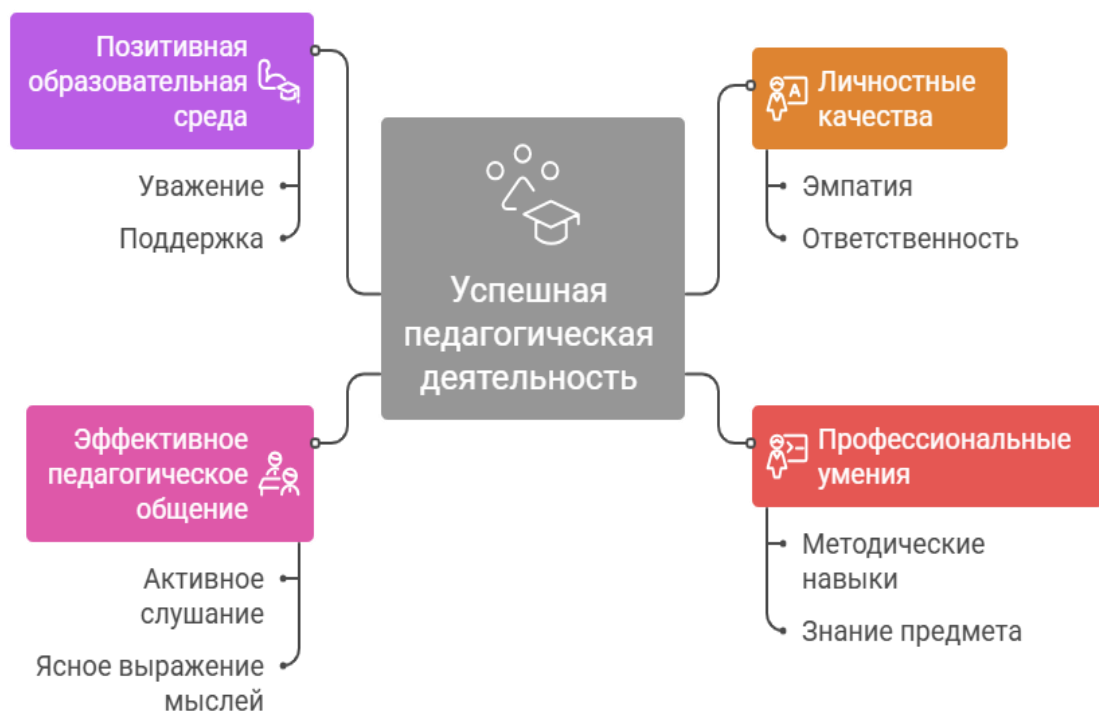 Позитивная
образовательная
среда
Уважение
Поддержка
Личностные
качества
A
Эмпатия
Ответственность
Успешная
педагогическая
деятельность
Эффективное
педагогическое
общение
Активное
слушание
Ясное выражение
мыслей
Профессиональные
умения
Методические
навыки
Знание предмета